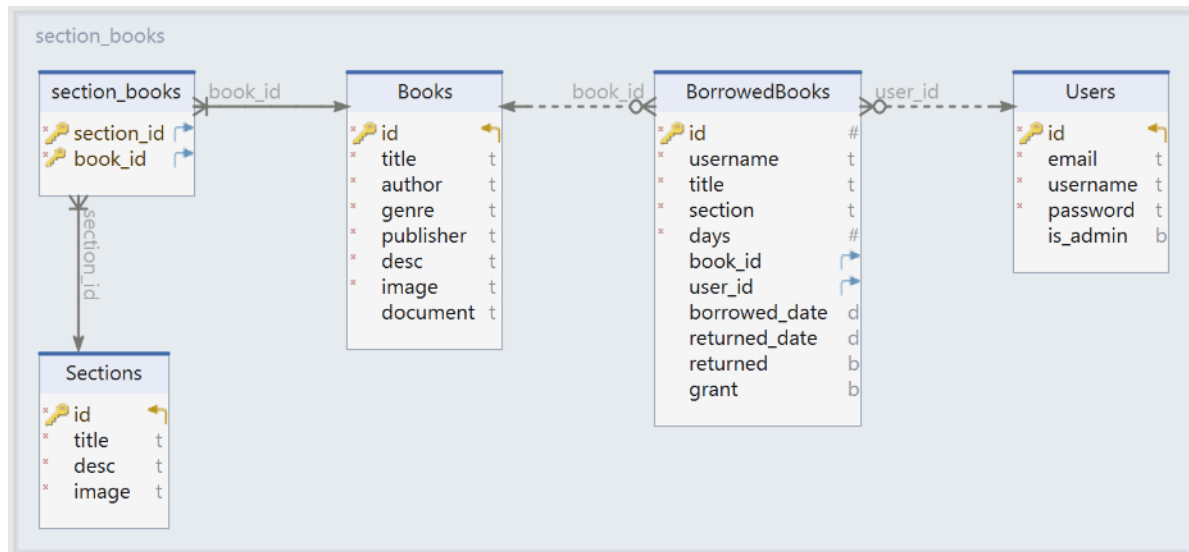 section_books
section_books
section_id
book_id
book_id
section_id
Sections
id
title t
desc t
image t
Books
id
title t
author t
genre t
publisher t
desc t
image t
document t
book_id
BorrowedBooks
id #
username t
title t
section t
days #
book_id
user_id
borrowed_date d
returned_date d
returned b
grant b
user_id
Users
id
email t
username t
password t
is_admin b